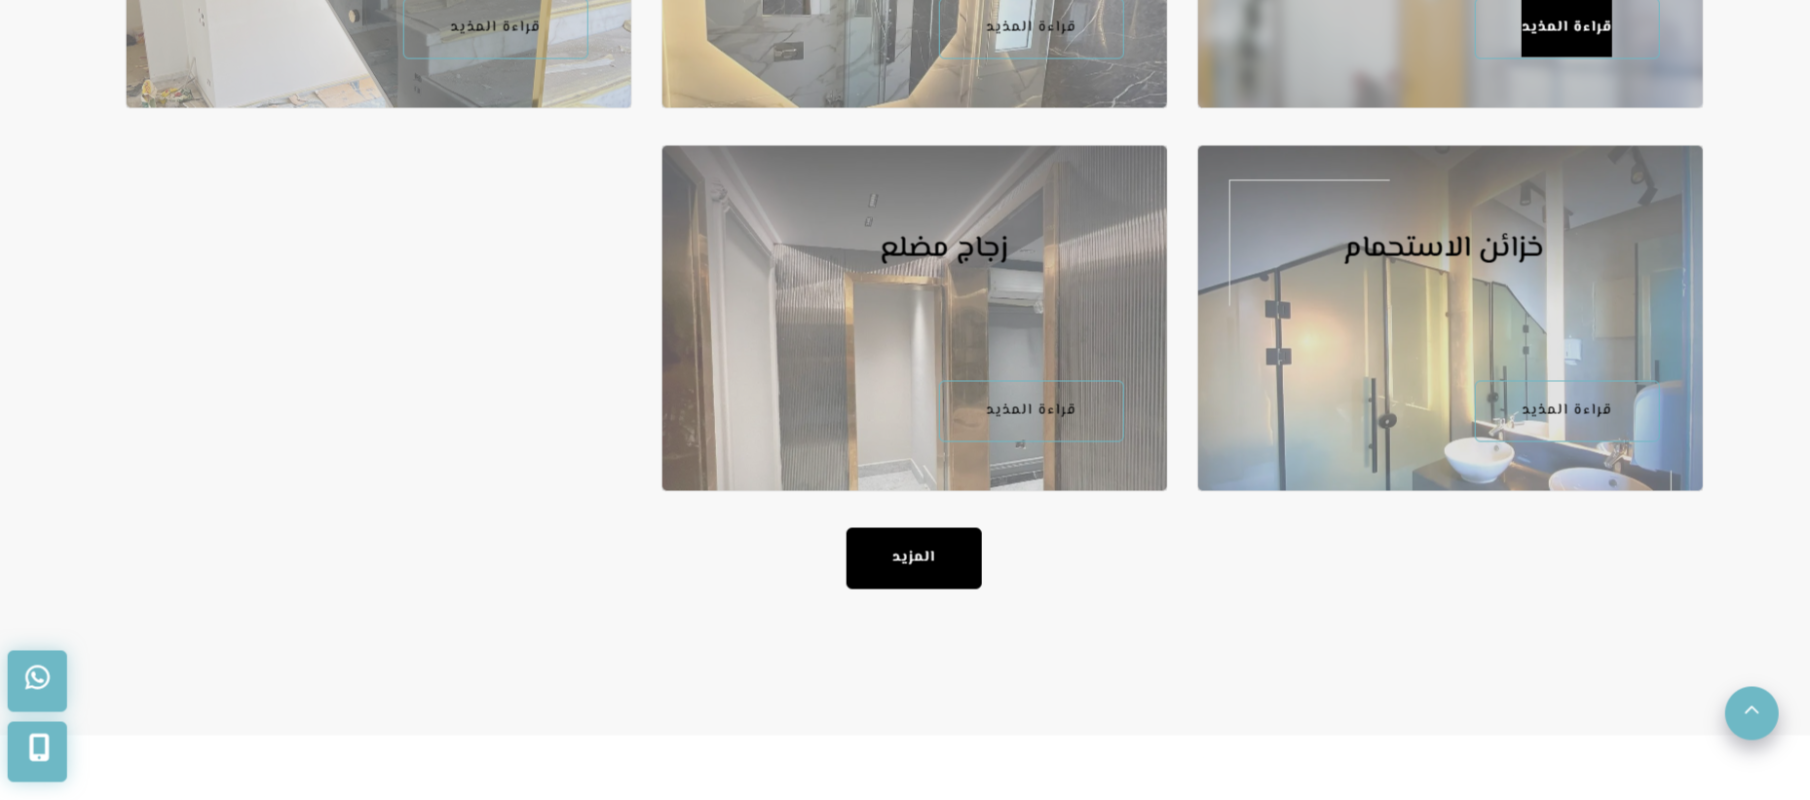 قراءة المذيد
قراءة المذيد
قراءة المذيد
خزائن الاستحمام
زجاج مضلع
قراءة المذيد
قراءة المذيد
المزيد